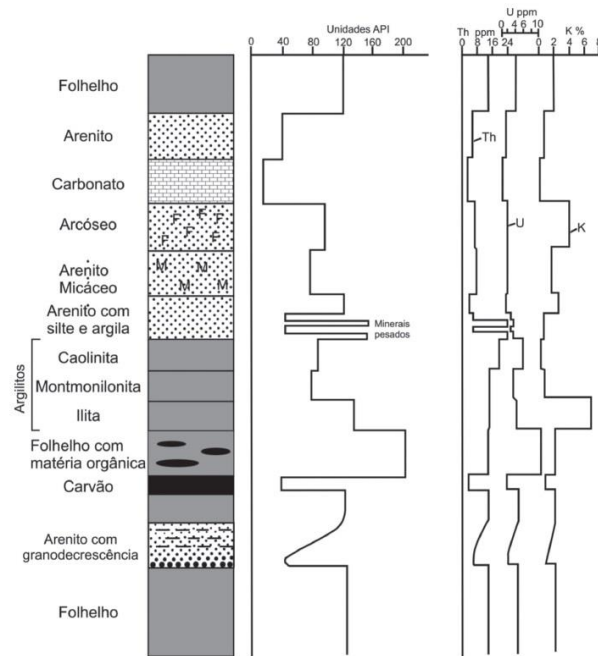 Unidades API
0 40 80 120 200
U ppm
0 4 6 10
Th ppm
K %
0 8 16 24 0 2 4 6 8
Folhelho
Arenito
Carbonato
Arcóseo
Arenito
Micáceo
Arenito com
silte e argila
Argilitos
Caolinita
Montmonilonita
Ilita
Folhelho com
matéria orgânica
Carvão
Arenito com
granodecrescência
Folhelho
F F F
F F F
M M
M M
Minerais
pesados
Th
U
K